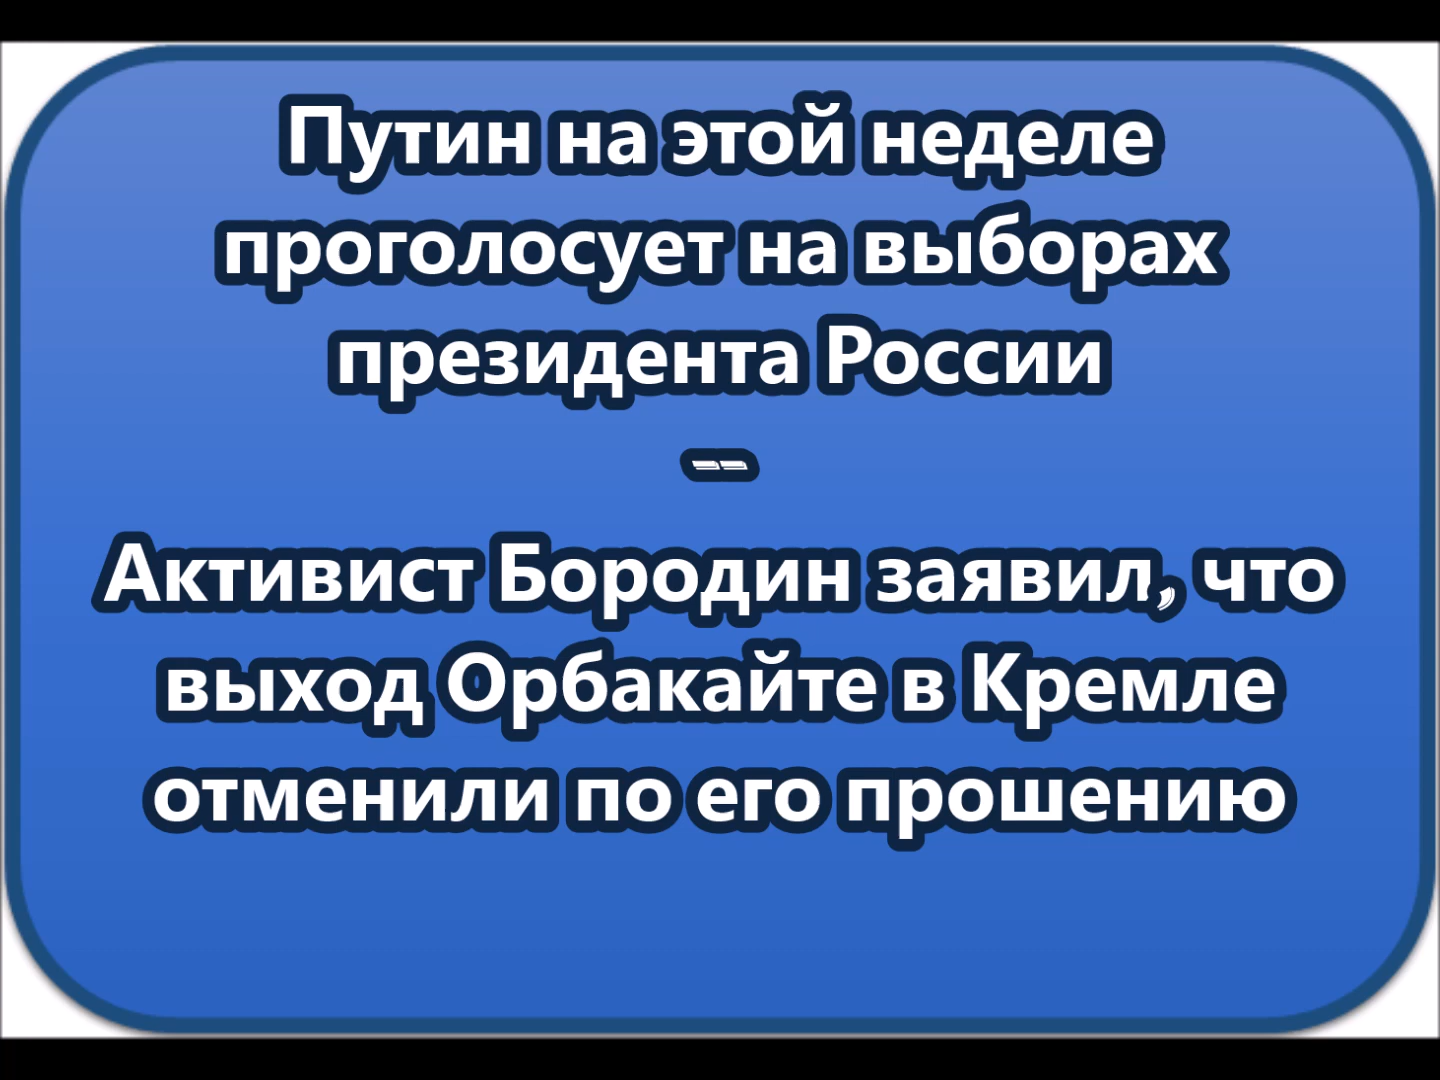 Путин на этой неделе
проголосует на выборах
президента России
--
Активист Бородин заявил, что
выход Орбакайте в Кремле
отменили по его прошению